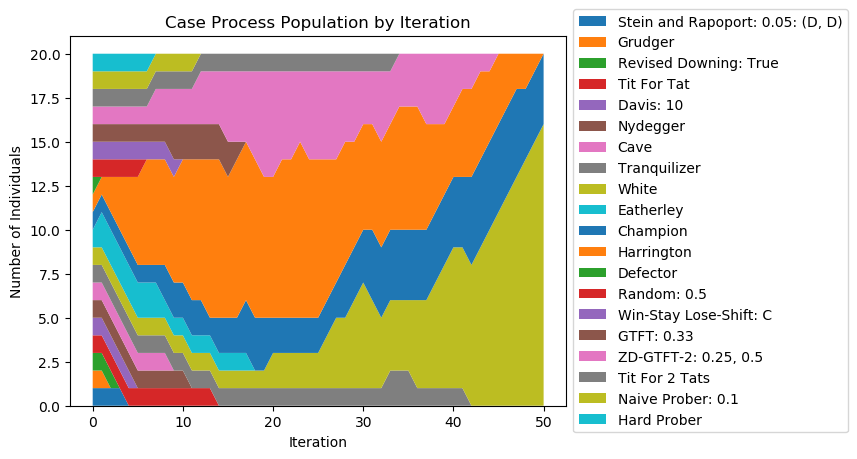 Case Process Population by Iteration
20.0
17.5
15.0
12.5
10.0
7.5
5.0
2.5
0.0
Number of Individuals
0
10
20
30
40
50
Iteration
Stein and Rapoport: 0.05: (D, D)
Grudger
Revised Downing: True
Tit For Tat
Davis: 10
Nydegger
Cave
Tranquilizer
White
Eatherley
Champion
Harrington
Defector
Random: 0.5
Win-Stay Lose-Shift: C
GTFT: 0.33
ZD-GTFT-2: 0.25, 0.5
Tit For 2 Tats
Naive Prober: 0.1
Hard Prober